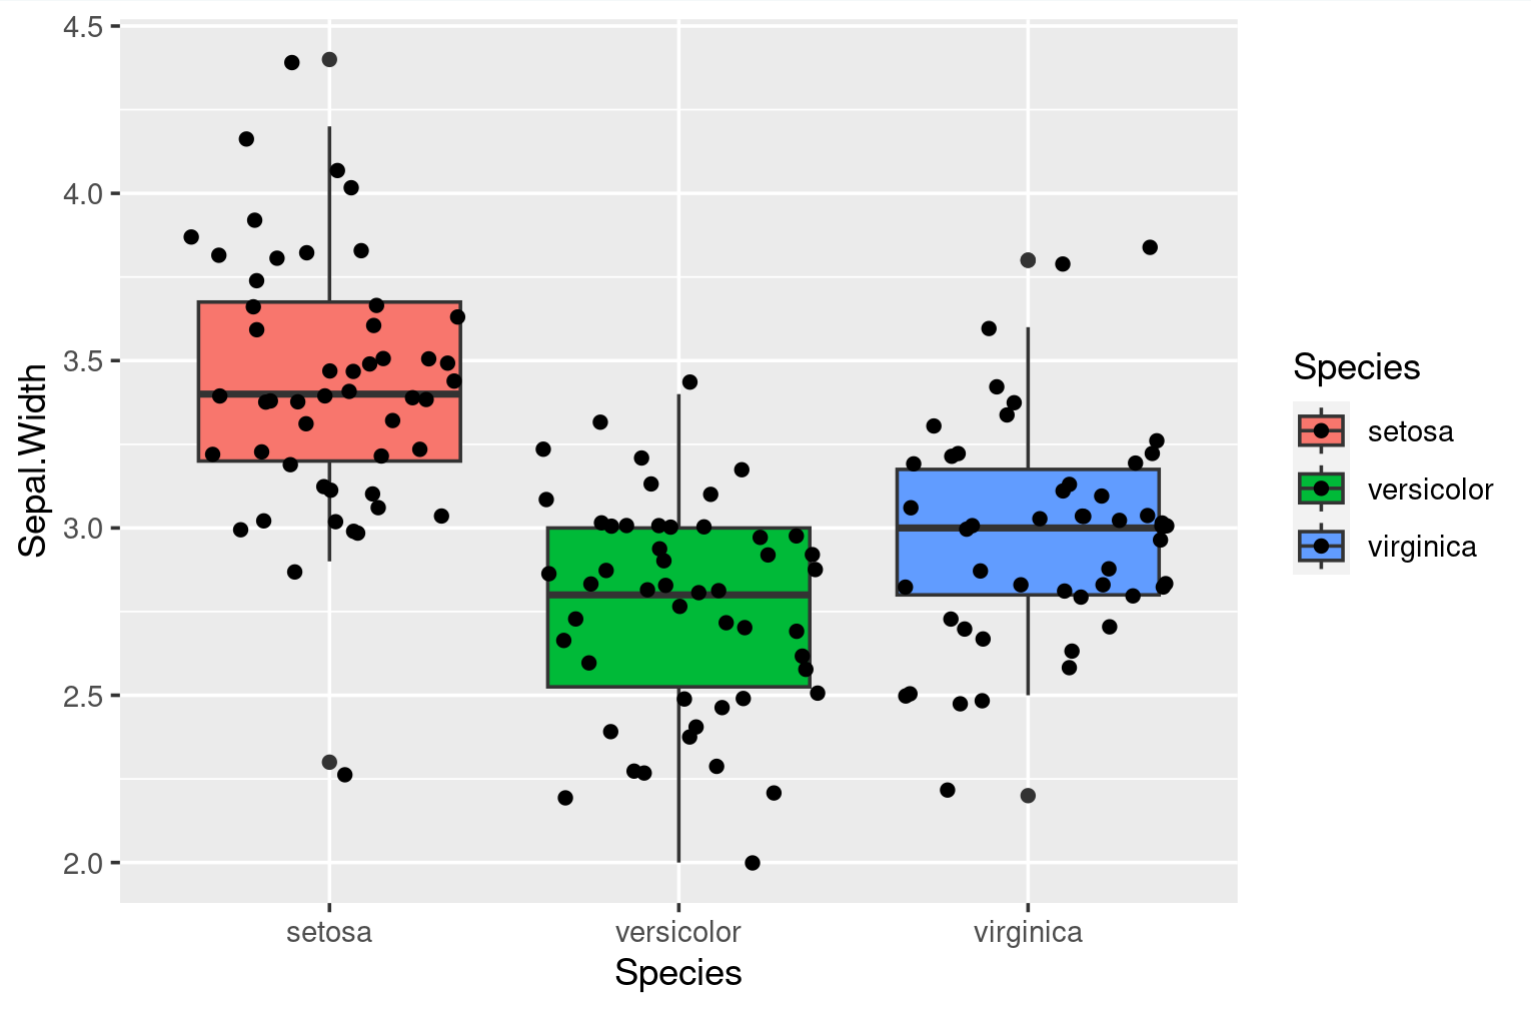 4.5
4.0
3.5
3.0
2.5
2.0
Sepal.Width
setosa
versicolor
virginica
Species
Species
setosa
versicolor
virginica